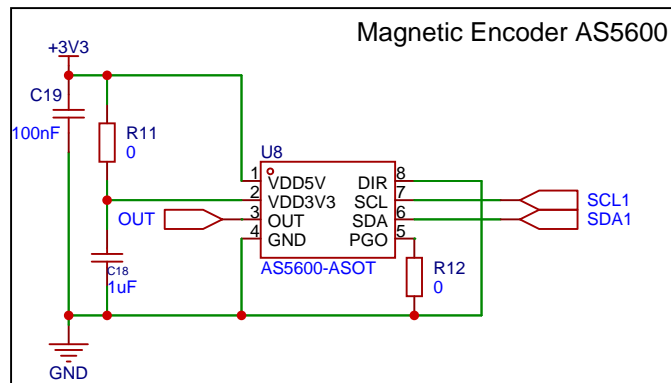 Magnetic Encoder AS5600
+3V3
C19
100nF
R11
0
U8
1
VDD5V
DIR
8
2
VDD3V3
SCL
7
SCL1
OUT
3
OUT
SDA
6
SDA1
4
GND
PGO
5
C18
1uF
AS5600-ASOT
R12
0
GND